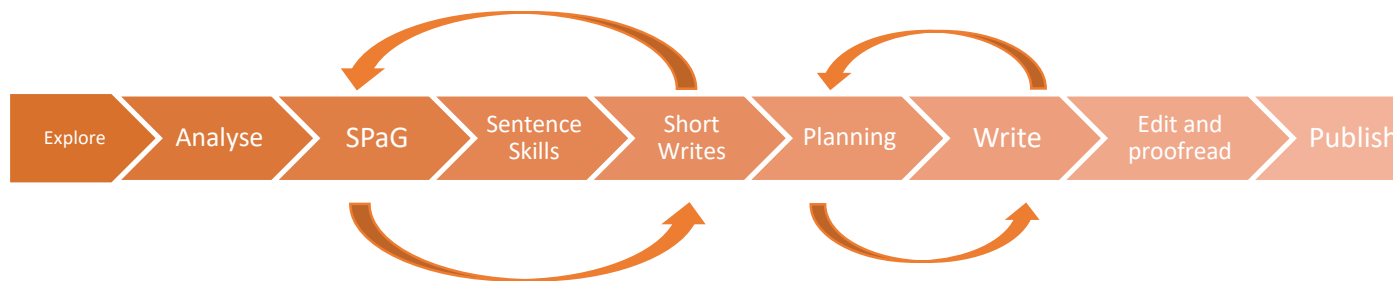 Explore
Analyse
SPaG
Sentence
Skills
Short
Writes
Planning
Write
Edit and
proofread
Publish